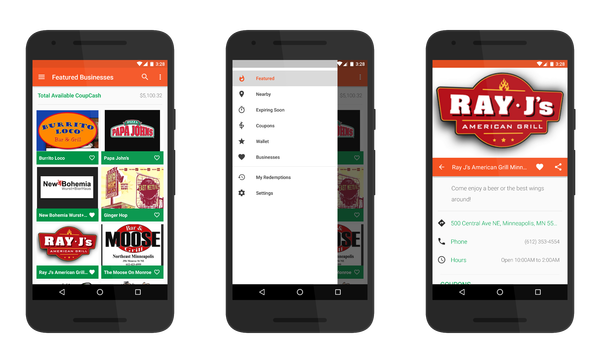 3:28
Featured Businesses
Total Available CoupCash
$5,100.32
BURRITO
LOCO
Bar & Grill
PAPA JOHNS
Burrito Loco
Papa John's
New Bohemia
New Bohemia Wurst+...
Ginger Hop
RAY J's
AMERICAN GRILL
Bar &
MOOSE
Grill
Northeast Minneapolis
Ray J's American Grill...
The Moose On Monroe
3:28
Featured
Nearby
Expiring Soon
Coupons
Wallet
Businesses
My Redemptions
Settings
3:28
RAY J's
AMERICAN GRILL
Ray J's American Grill Minn...
Come enjoy a beer or the best wings
around!
500 Central Ave NE, Minneapolis, MN 55...
Phone
(612) 353-4554
Hours
Open 10:00AM to 2:00AM
COUPONS